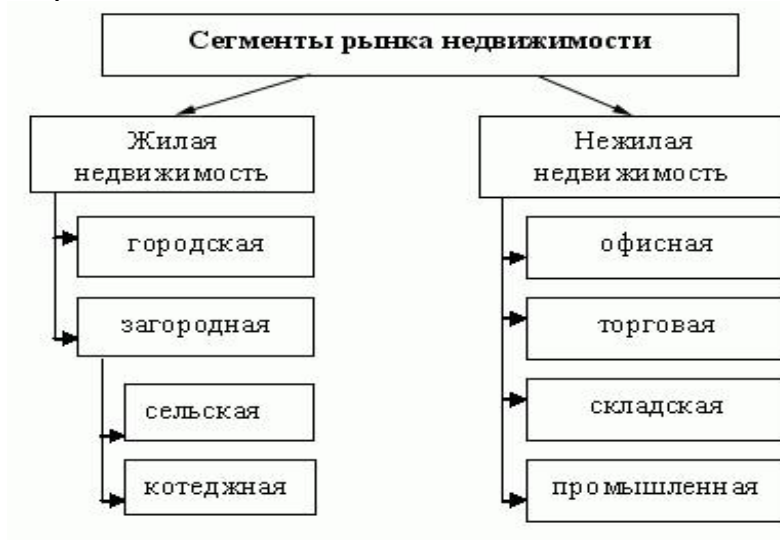 Сегменты рынка недвижимости
Жилая
недвижимость
городская
загородная
сельская
котеджная
Нежилая
недвижимость
офисная
торговая
складская
промышленная